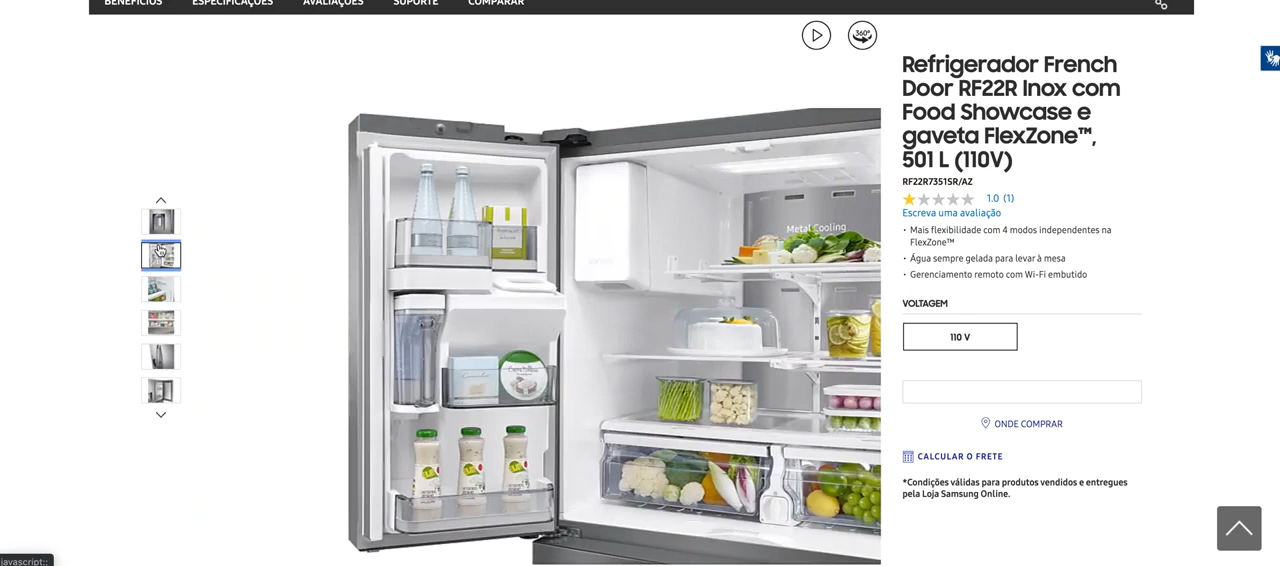 BENEFÍCIOS
ESPECIFICAÇÕES
AVALIAÇÕES
SUPORTE
COMPARAR
360°
Refrigerador French
Door RF22R Inox com
Food Showcase e
gaveta FlexZone™,
501 L (110V)
RF22R7351SR/AZ
1.0 (1)
Escreva uma avaliação
• Mais flexibilidade com 4 modos independentes na
FlexZone™
• Água sempre gelada para levar à mesa
• Gerenciamento remoto com Wi-Fi embutido
VOLTAGEM
110 V
ONDE COMPRAR
CALCULAR O FRETE
*Condições válidas para produtos vendidos e entregues
pela Loja Samsung Online.
Metal Cooling
javascript:;